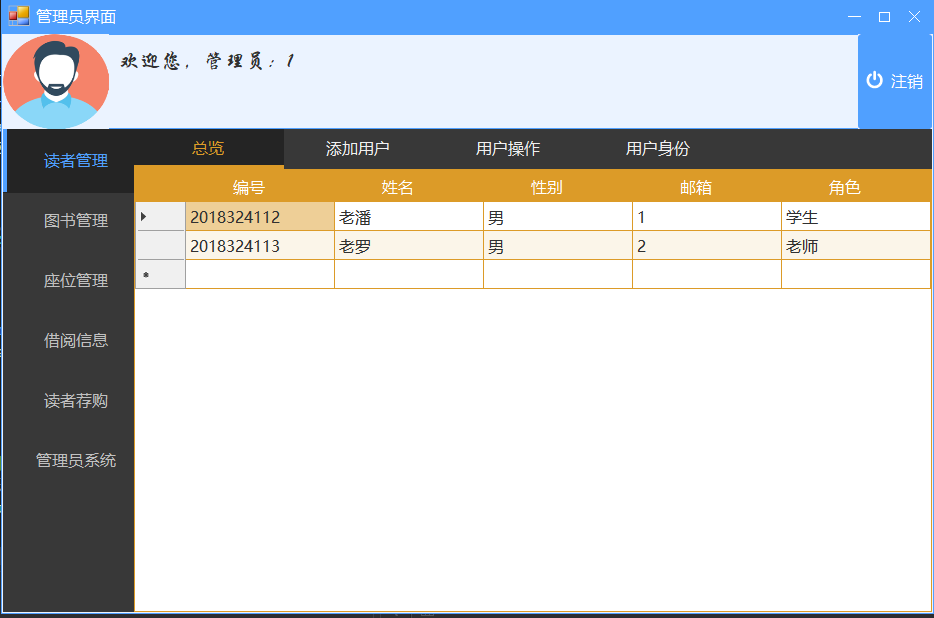 管理员界面
欢迎您，管理员：1
注销
读者管理
图书管理
座位管理
借阅信息
读者荐购
管理员系统
总览 添加用户 用户操作 用户身份
编号 姓名 性别 邮箱 角色
2018324112 老潘 男 1 学生
2018324113 老罗 男 2 老师